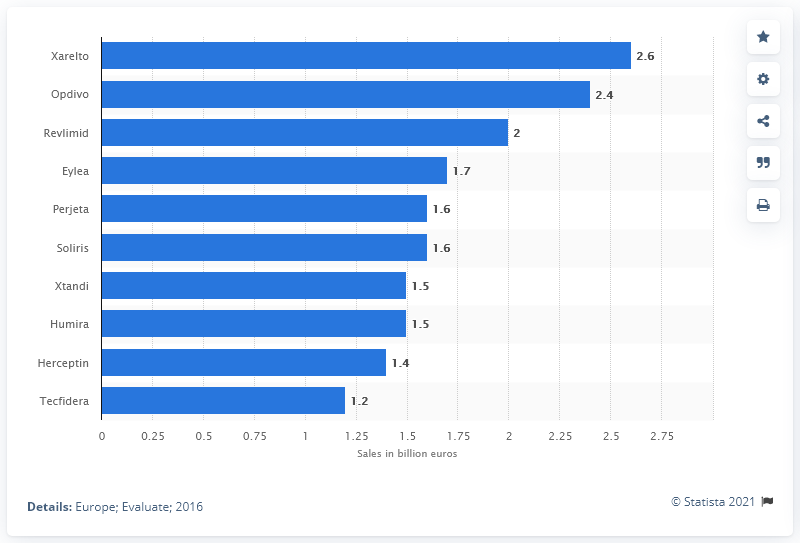 Xarelto 2.6
Opdivo 2.4
Revlimid 2
Eylea 1.7
Perjeta 1.6
Soliris 1.6
Xtandi 1.5
Humira 1.5
Herceptin 1.4
Tecfidera 1.2
0 0.25 0.5 0.75 1 1.25 1.5 1.75 2 2.25 2.5 2.75
Sales in billion euros
Details: Europe; Evaluate; 2016
© Statista 2021